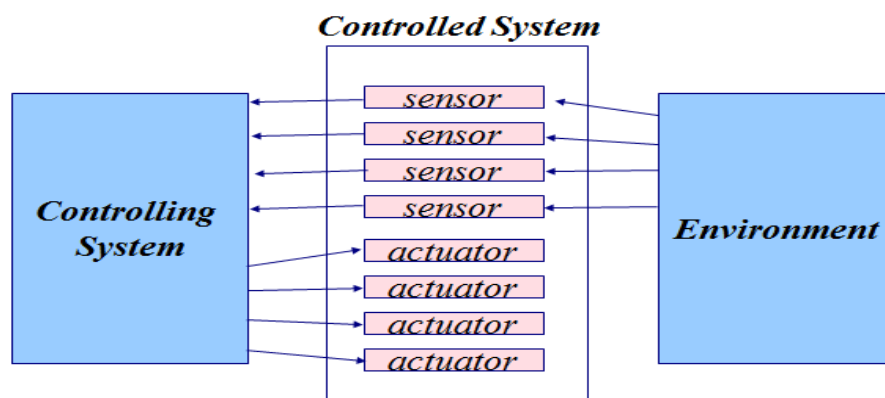 Controlled System
Controlling
System
sensor
sensor
sensor
sensor
actuator
actuator
actuator
actuator
Environment